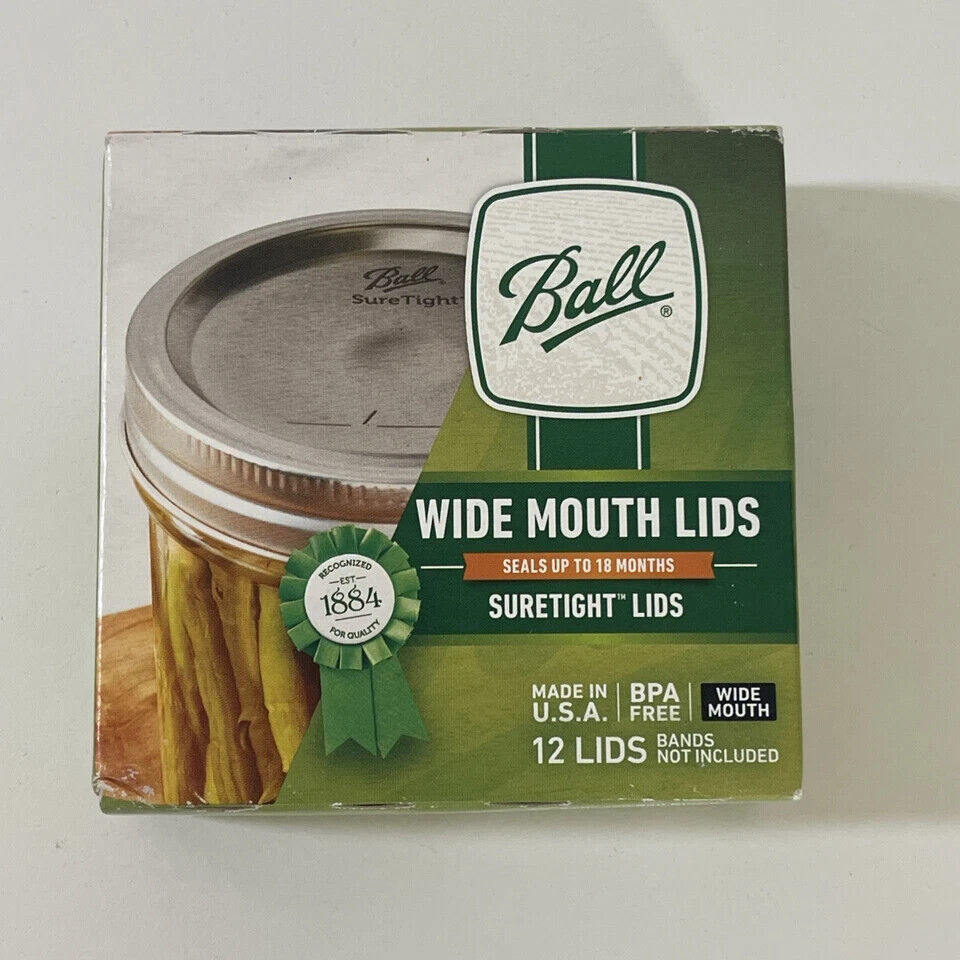 Ball®
Ball®
SureTight™
WIDE MOUTH LIDS
SEALS UP TO 18 MONTHS
SURETIGHT™ LIDS
RECOGNIZED
EST.
1884
FOR QUALITY
MADE IN
U.S.A.
BPA
FREE
WIDE
MOUTH
12 LIDS
BANDS
NOT INCLUDED